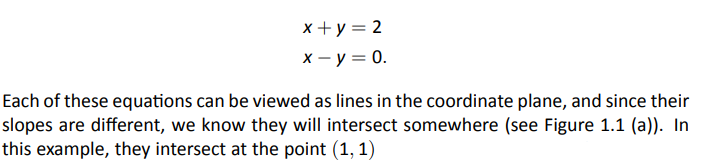 x + y = 2
x − y = 0.
Each of these equations can be viewed as lines in the coordinate plane, and since their
slopes are different, we know they will intersect somewhere (see Figure 1.1 (a)). In
this example, they intersect at the point (1, 1)